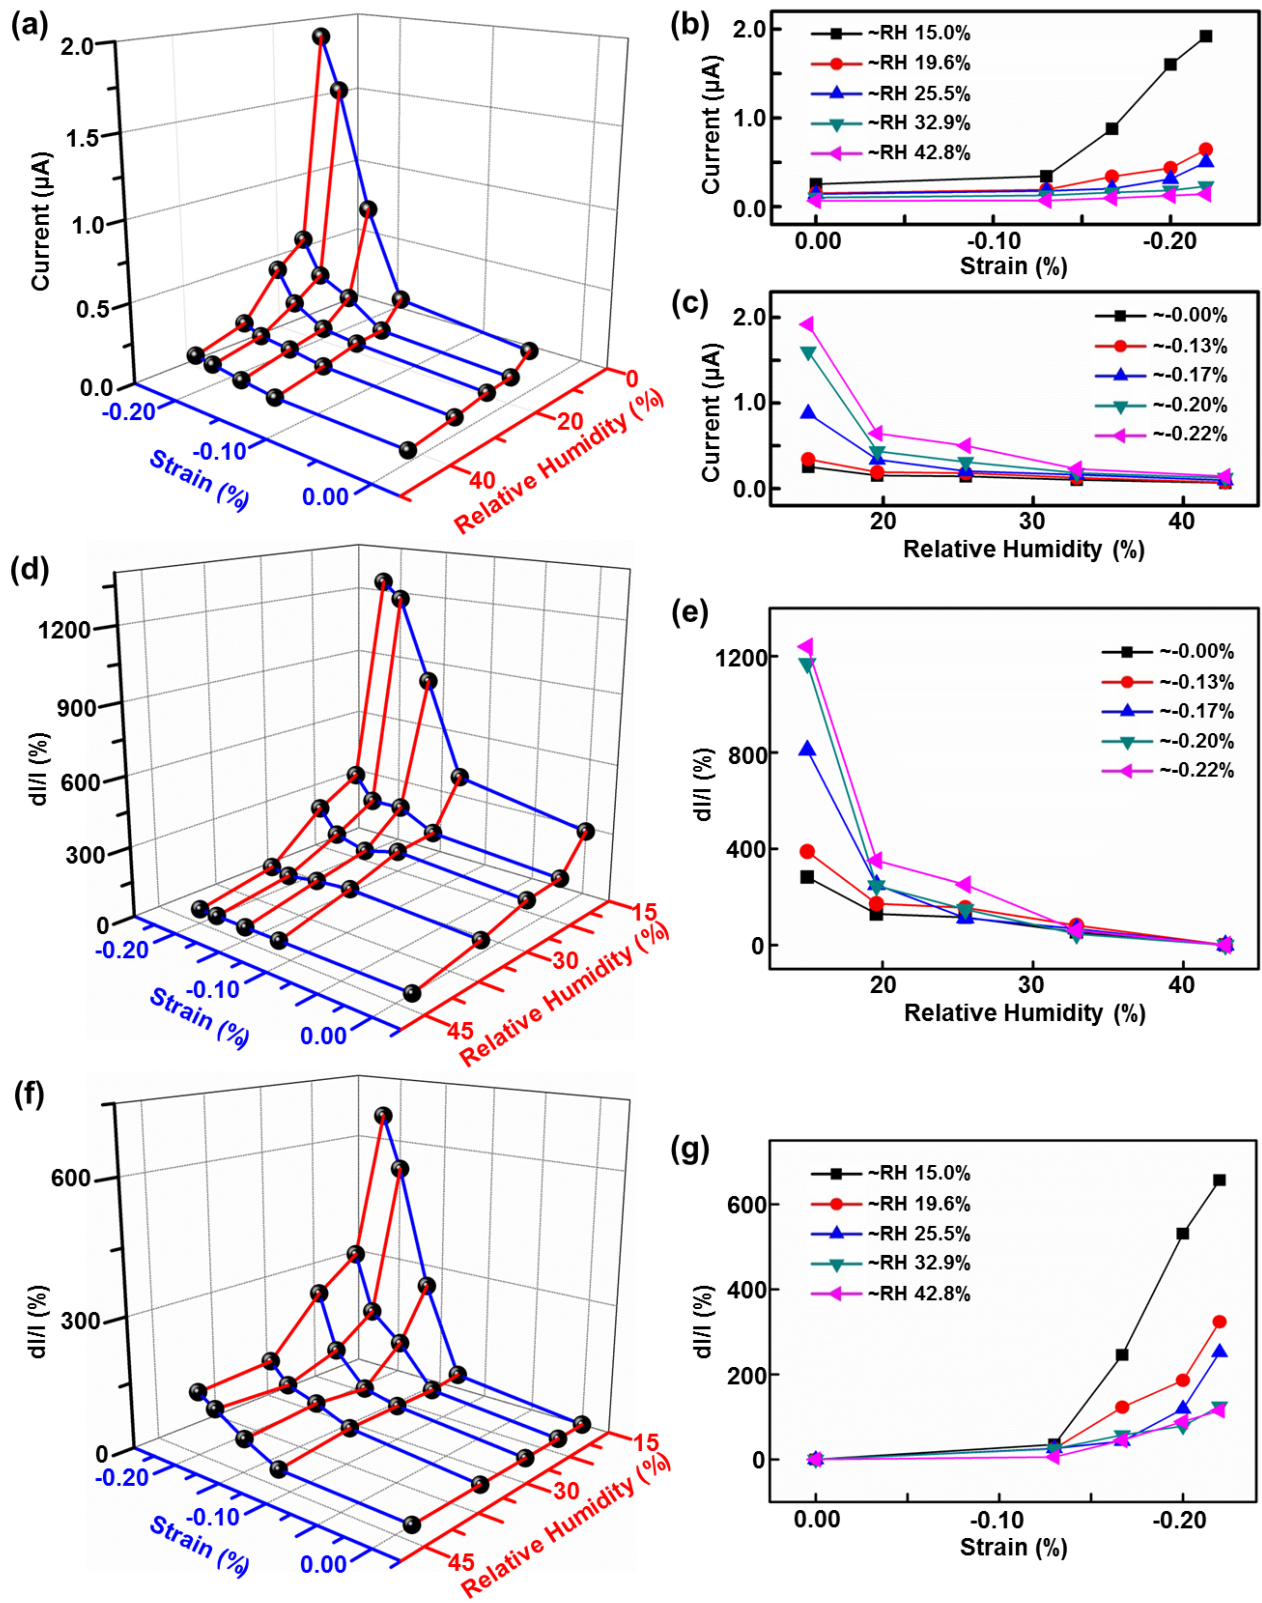 (a)
2.0
1.5
1.0
0.5
0.0
Current (μA)
-0.20
-0.10
0.00
Strain (%)
0
20
40
Relative Humidity (%)
(b)
2.0
1.0
0.0
Current (μA)
~RH 15.0%
~RH 19.6%
~RH 25.5%
~RH 32.9%
~RH 42.8%
0.00 -0.10 -0.20
Strain (%)
(c)
2.0
1.0
0.0
Current (μA)
~-0.00%
~-0.13%
~-0.17%
~-0.20%
~-0.22%
20 30 40
Relative Humidity (%)
(d)
1200
900
600
300
0
dI/I (%)
-0.20
-0.10
0.00
Strain (%)
15
30
45
Relative Humidity (%)
(e)
1200
800
400
0
dI/I (%)
~-0.00%
~-0.13%
~-0.17%
~-0.20%
~-0.22%
20 30 40
Relative Humidity (%)
(f)
600
300
0
dI/I (%)
-0.20
-0.10
0.00
Strain (%)
15
30
45
Relative Humidity (%)
(g)
600
400
200
0
dI/I (%)
~RH 15.0%
~RH 19.6%
~RH 25.5%
~RH 32.9%
~RH 42.8%
0.00 -0.10 -0.20
Strain (%)